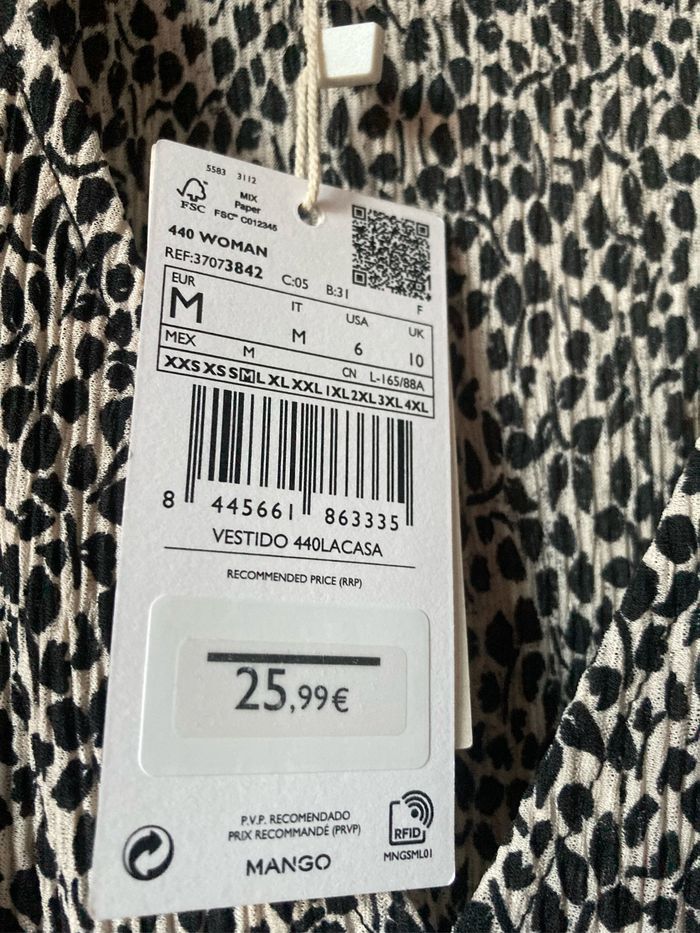 5583 3112
MIX
Paper
FSC FSC™ C012345
440 WOMAN
REF:37073842 C:05 B:31 F
EUR IT USA UK
M M 6 10
MEX M CN L-165/88A
XXS XS S M L XL XXL 1XL 2XL 3XL 4XL
8 445661 863335
VESTIDO 440LACASA
RECOMMENDED PRICE (RRP)
25,99€
P.V.P. RECOMENDADO
PRIX RECOMMANDÉ (PRVP)
MANGO
RFID
MNGSML01